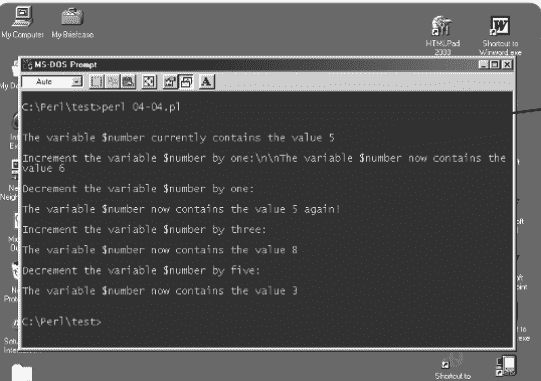 My Computer
My Briefcase
HTMLPad
2000
Shortcut to
Winword.exe
MS-DOS Prompt
Auto
A
C:\Perl\test>perl 04-04.pl
The variable $number currently contains the value 5
Increment the variable $number by one:\n\nThe variable $number now contains the
value 6
Decrement the variable $number by one:
The variable $number now contains the value 5 again!
Increment the variable $number by three:
The variable $number now contains the value 8
Decrement the variable $number by five:
The variable $number now contains the value 3
C:\Perl\test>
Shortcut to